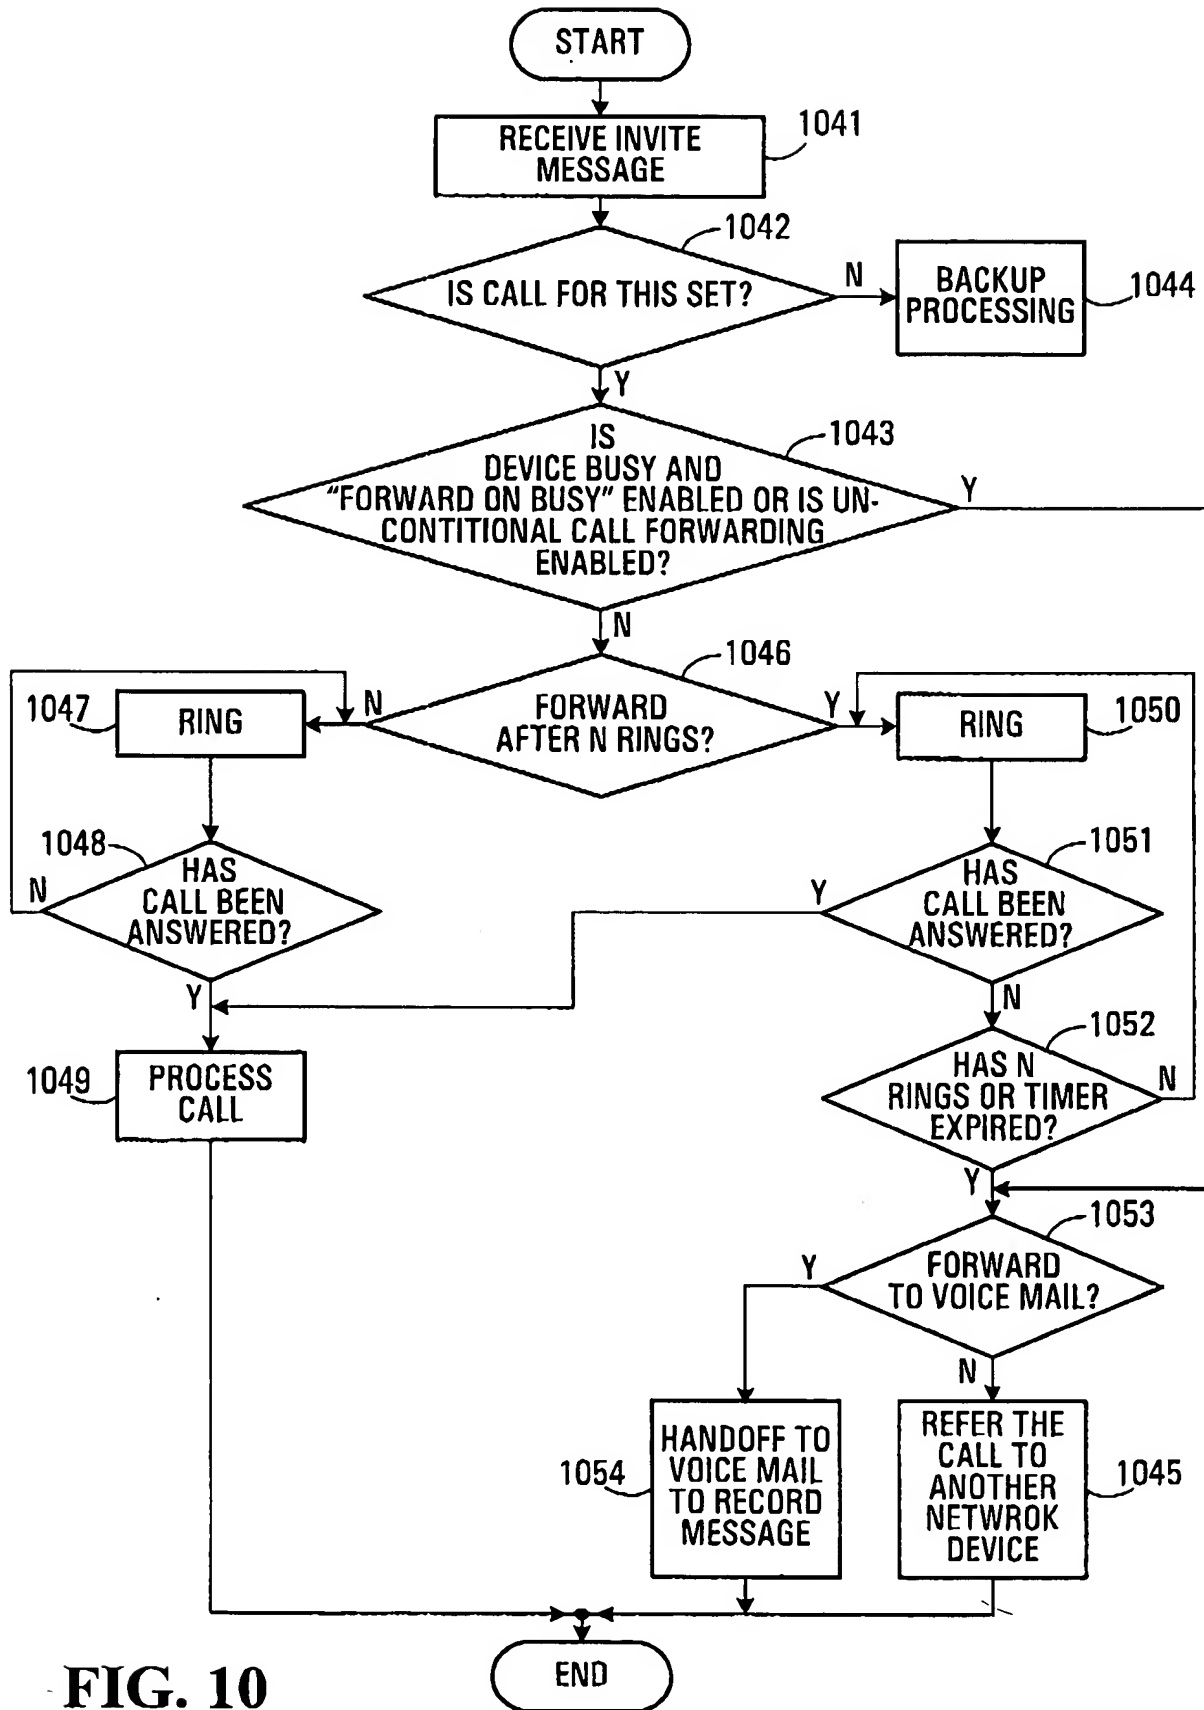 START
1041
RECEIVE INVITE
MESSAGE
1042
IS CALL FOR THIS SET?
N
BACKUP
PROCESSING
1044
Y
1043
IS
DEVICE BUSY AND
"FORWARD ON BUSY" ENABLED OR IS UN-
CONTITIONAL CALL FORWARDING
ENABLED?
Y
N
1046
FORWARD
AFTER N RINGS?
N
Y
1047
RING
RING
1050
1048
HAS
CALL BEEN
ANSWERED?
N
Y
1051
HAS
CALL BEEN
ANSWERED?
Y
N
1049
PROCESS
CALL
1052
HAS N
RINGS OR TIMER
EXPIRED?
N
Y
1053
FORWARD
TO VOICE MAIL?
Y
N
1054
HANDOFF TO
VOICE MAIL
TO RECORD
MESSAGE
REFER THE
CALL TO
ANOTHER
NETWROK
DEVICE
1045
END
FIG. 10